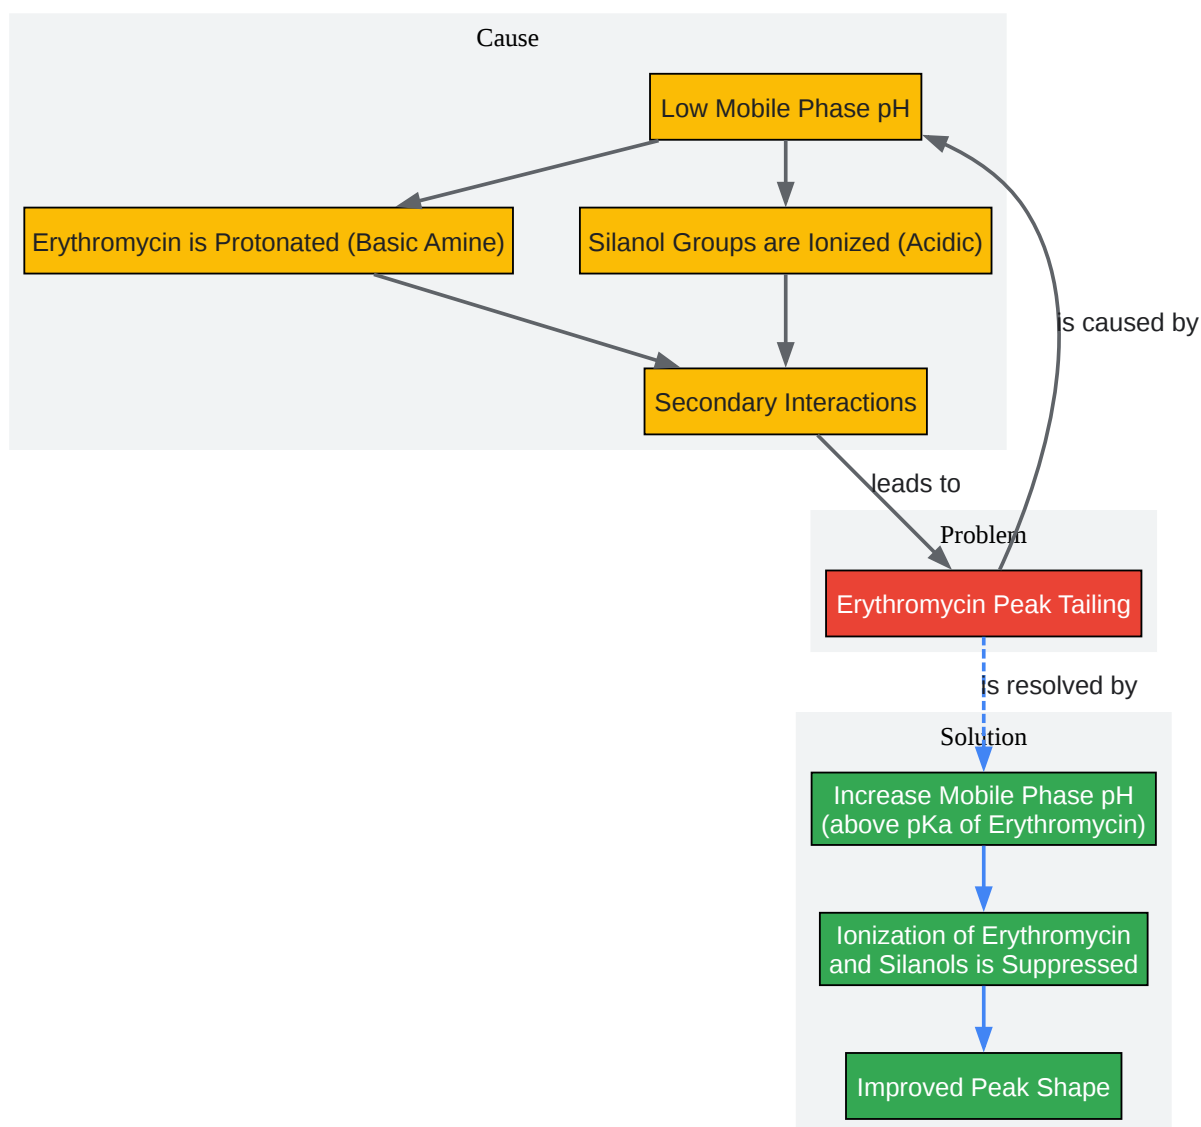 Cause
Low Mobile Phase pH
Erythromycin is Protonated (Basic Amine)
Silanol Groups are Ionized (Acidic)
is caused by
Secondary Interactions
leads to
Problem
Erythromycin Peak Tailing
is resolved by
Solution
Increase Mobile Phase pH
(above pKa of Erythromycin)
Ionization of Erythromycin
and Silanols is Suppressed
Improved Peak Shape